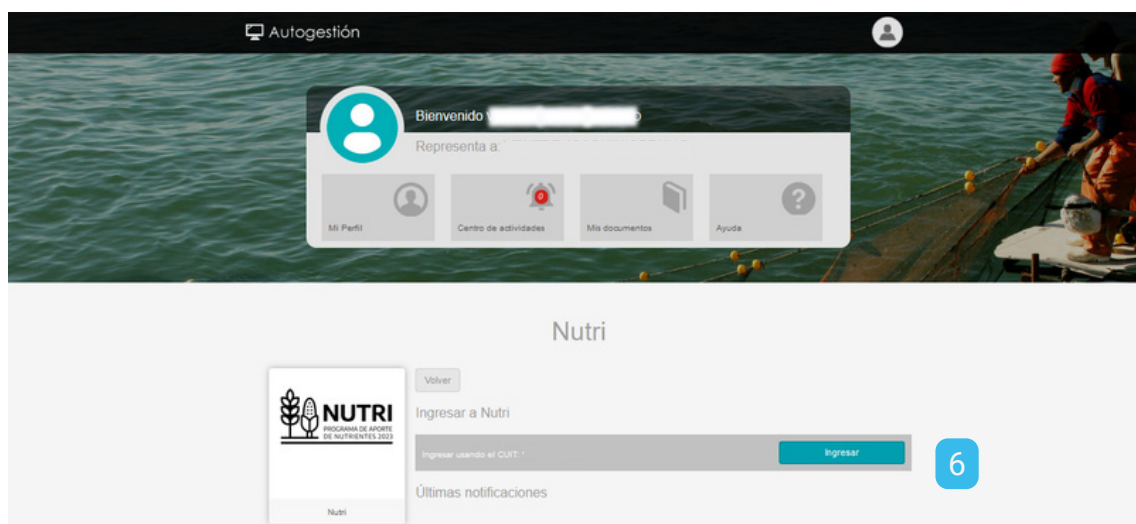 Autogestión
Bienvenido
Representa a:
0
Mi Perfil
Centro de actividades
Mis documentos
Ayuda
Nutri
NUTRI
PROGRAMA DE APORTE
DE NUTRIENTES 2023
Nutri
Volver
Ingresar a Nutri
Ingresar usando el CUIT:
Ingresar
6
Últimas notificaciones